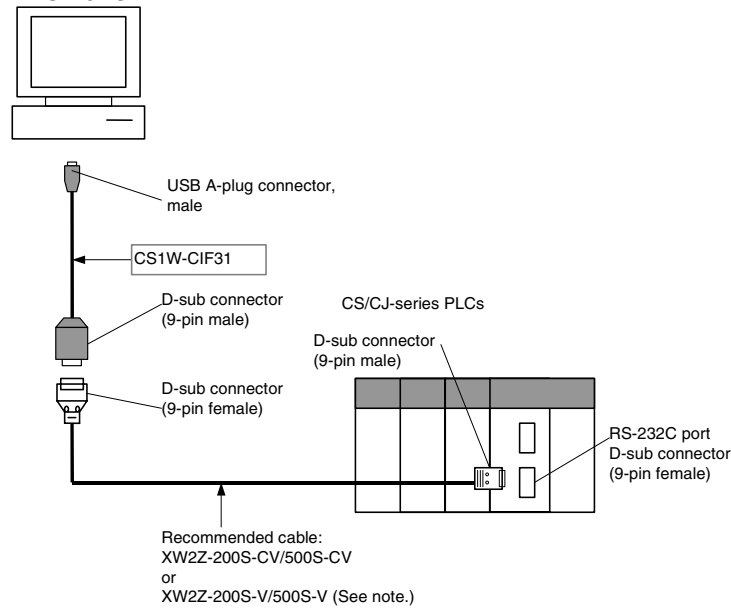 USB A-plug connector,
male
CS1W-CIF31
D-sub connector
(9-pin male)
CS/CJ-series PLCs
D-sub connector
(9-pin male)
D-sub connector
(9-pin female)
RS-232C port
D-sub connector
(9-pin female)
Recommended cable:
XW2Z-200S-CV/500S-CV
or
XW2Z-200S-V/500S-V (See note.)